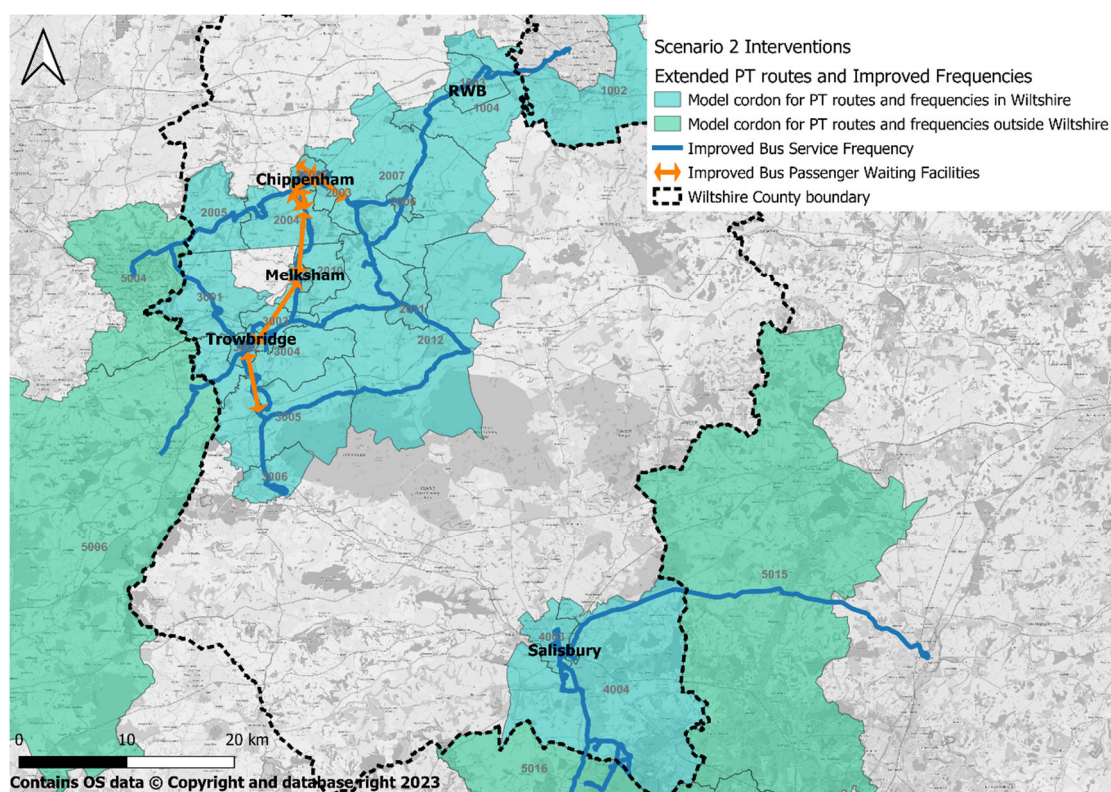 Scenario 2 Interventions
Extended PT routes and Improved Frequencies
Model cordon for PT routes and frequencies in Wiltshire
Model cordon for PT routes and frequencies outside Wiltshire
Improved Bus Service Frequency
Improved Bus Passenger Waiting Facilities
Wiltshire County boundary
RWB
1004
1002
Chippenham
2003
2007
2005
2004
5004
Melksham
2010
3001
Trowbridge
3004
2012
3005
5006
5015
Salisbury
4004
5016
0
10
20 km
Contains OS data © Copyright and database right 2023